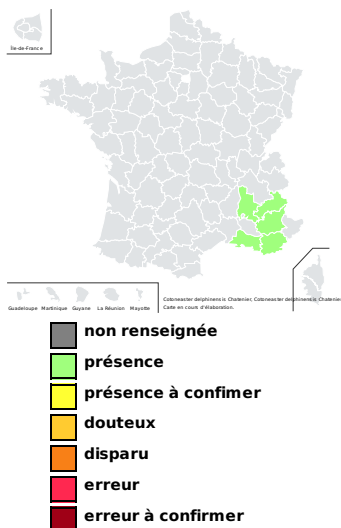 Île-de-France
Guadeloupe Martinique Guyane La Réunion Mayotte
Cotoneaster delphinensis Chatenier, Cotoneaster delphinensis Chatenier
Carte en cours d'élaboration.
non renseignée
présence
présence à confimer
douteux
disparu
erreur
erreur à confirmer